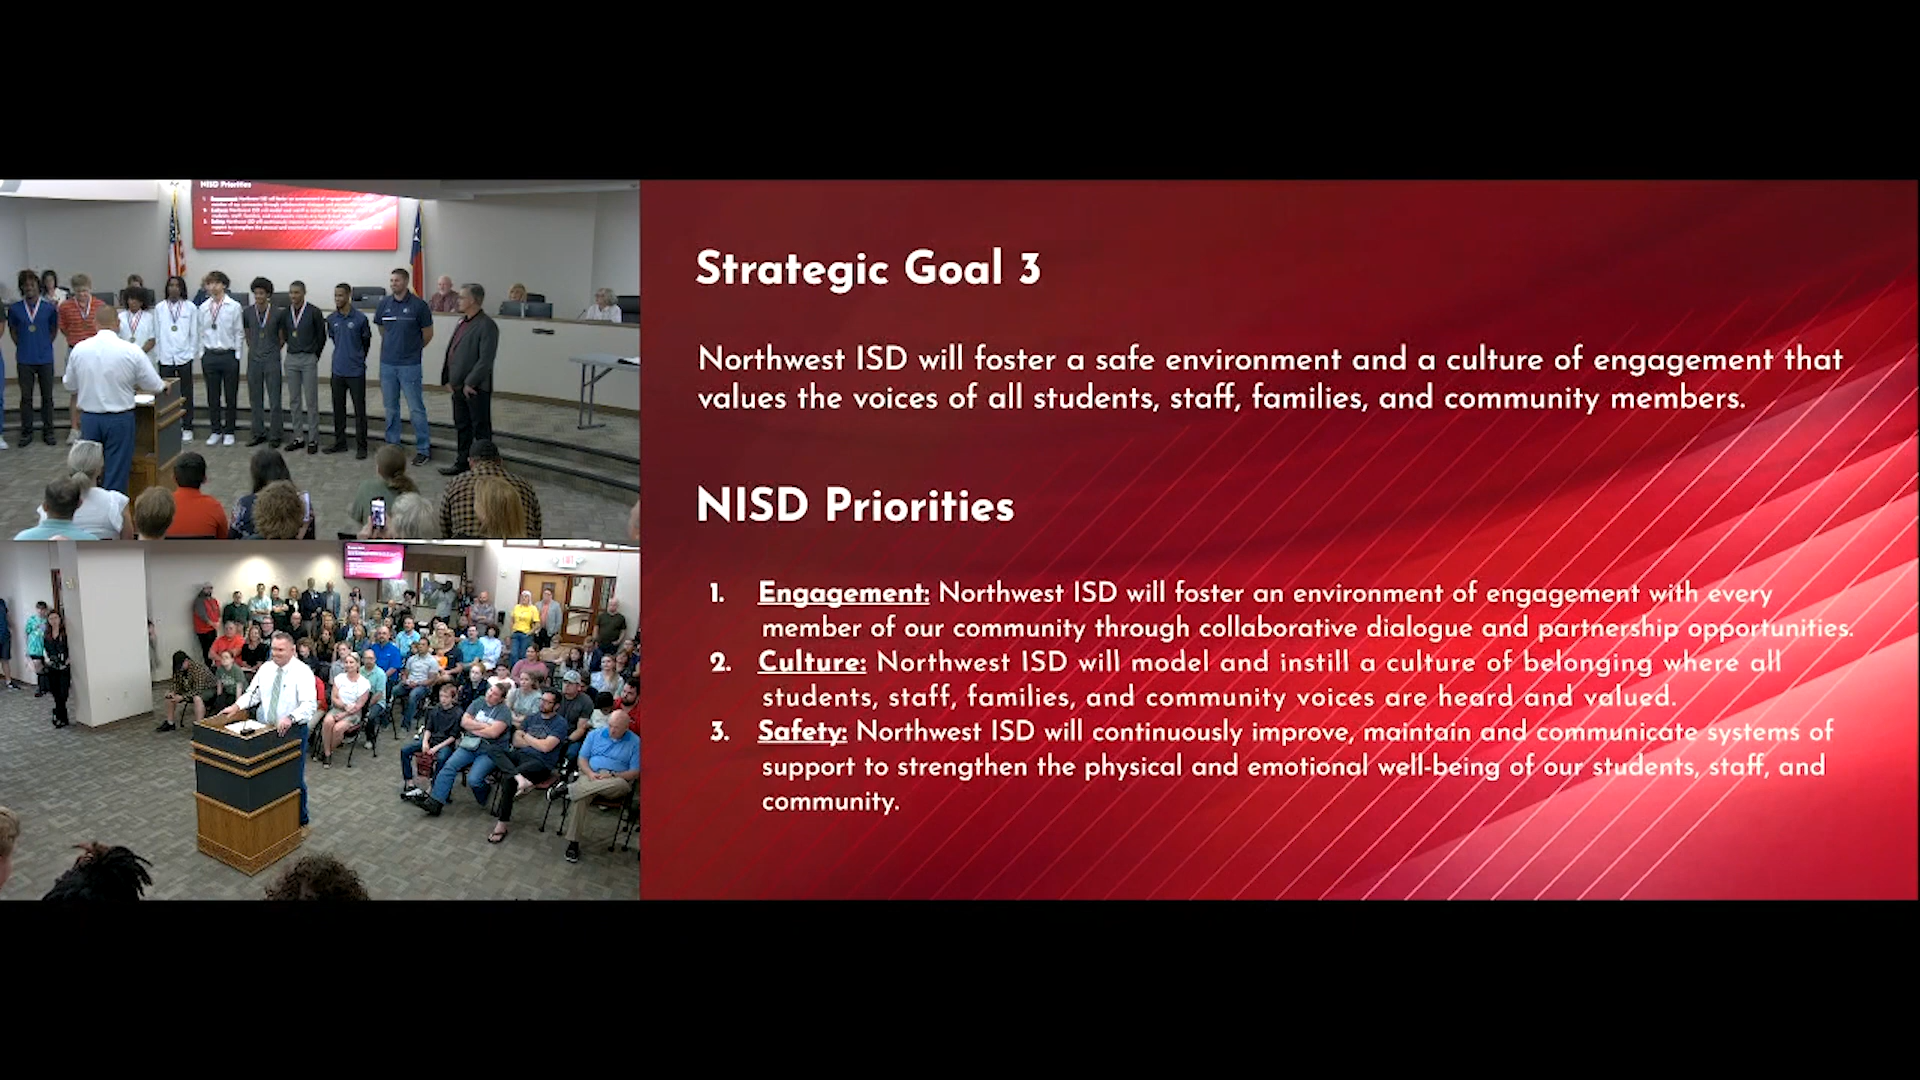 NISD Priorities
Strategic Goal 3
Northwest ISD will foster a safe environment and a culture of engagement that
values the voices of all students, staff, families, and community members.
NISD Priorities
1. Engagement: Northwest ISD will foster an environment of engagement with every
member of our community through collaborative dialogue and partnership opportunities.
2. Culture: Northwest ISD will model and instill a culture of belonging where all
students, staff, families, and community voices are heard and valued.
3. Safety: Northwest ISD will continuously improve, maintain and communicate systems of
support to strengthen the physical and emotional well-being of our students, staff, and
community.
EXIT